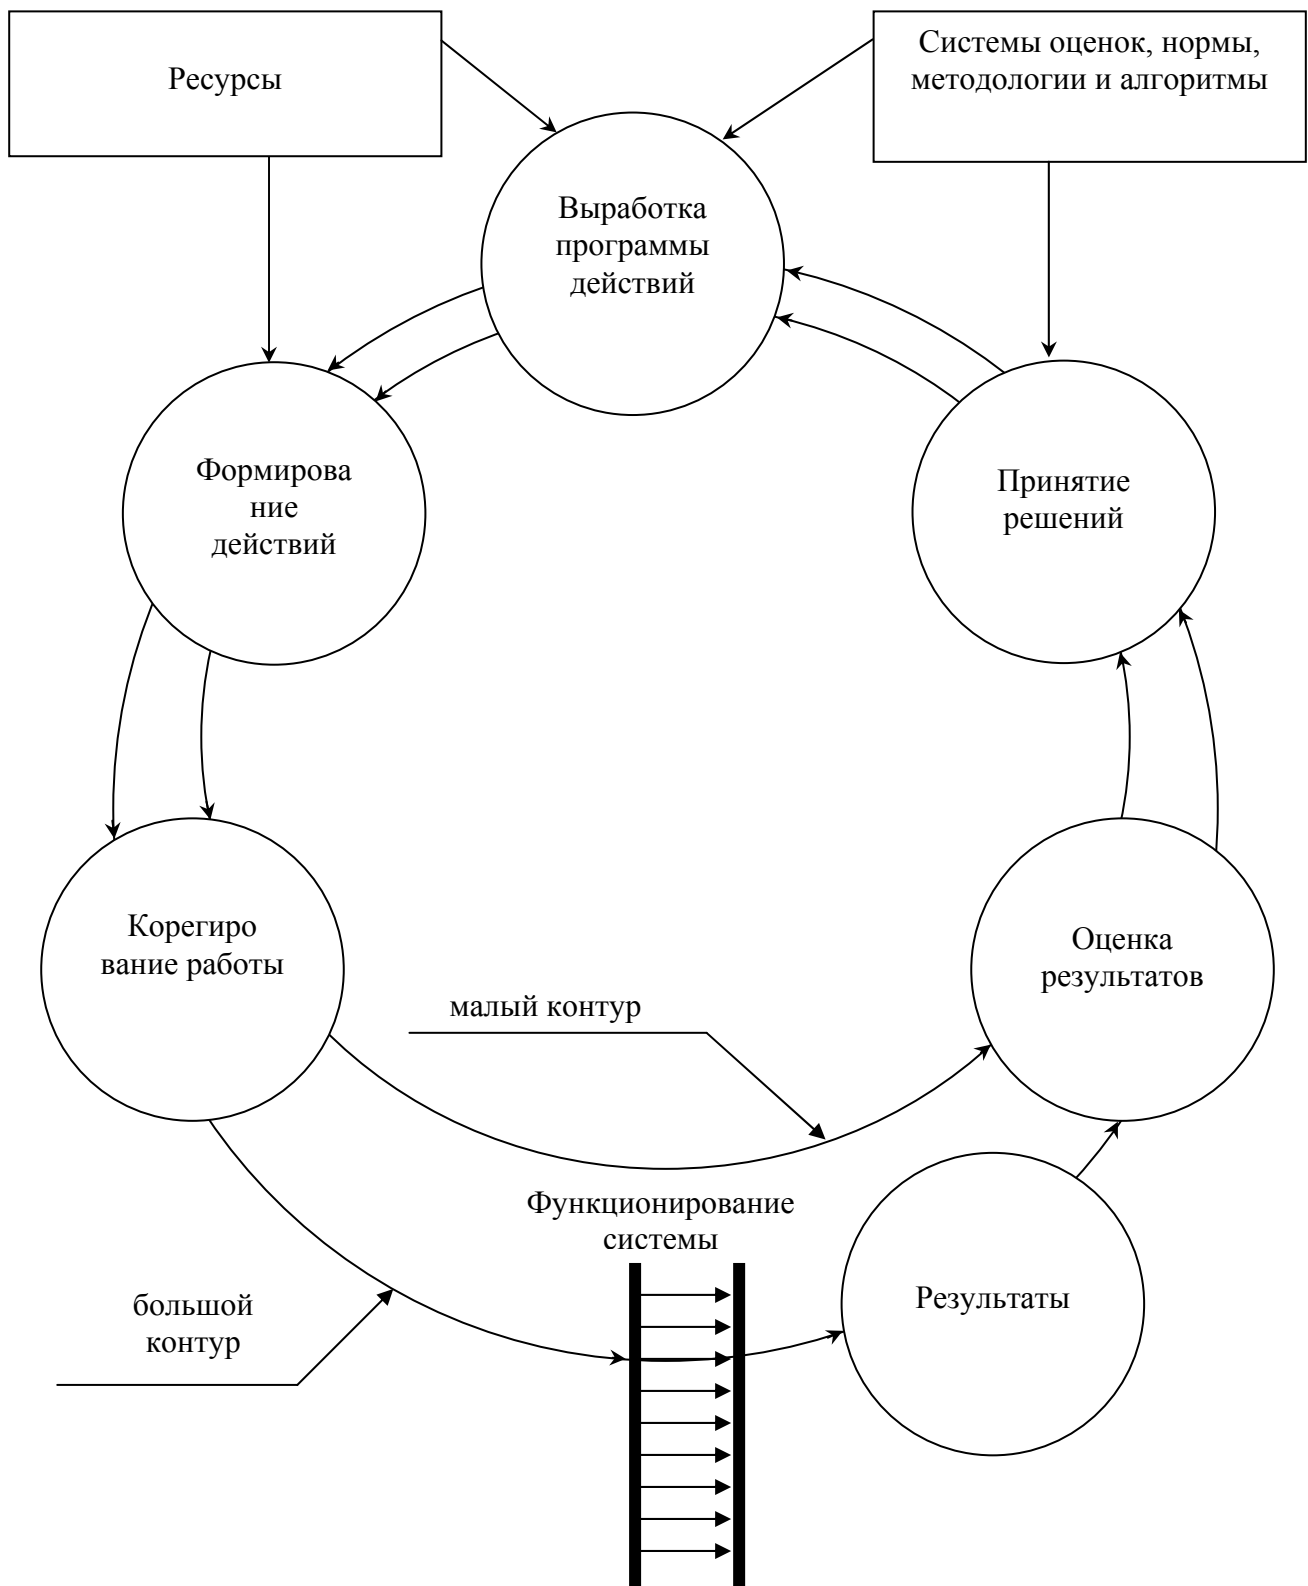 Ресурсы
Системы оценок, нормы,
методологии и алгоритмы
Выработка
программы
действий
Формирова
ние
действий
Принятие
решений
Корегиро
вание работы
Оценка
результатов
малый контур
Функционирование
системы
большой
контур
Результаты